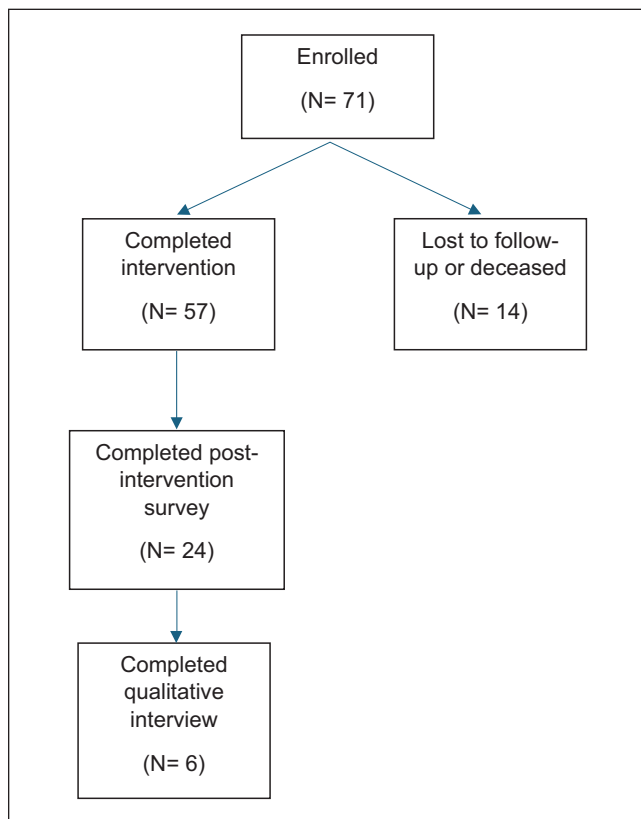 Enrolled
(N= 71)
Completed
intervention
(N= 57)
Lost to follow-
up or deceased
(N= 14)
Completed post-
intervention
survey
(N= 24)
Completed
qualitative
interview
(N= 6)